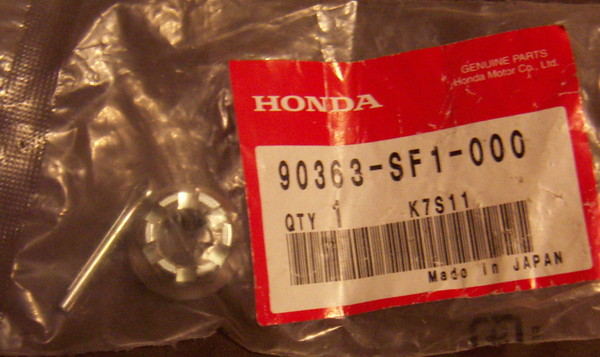 GENUINE PARTS
Honda Motor Co., Ltd.
HONDA
90363-SF1-000
QTY 1 K7S11
Made in JAPAN